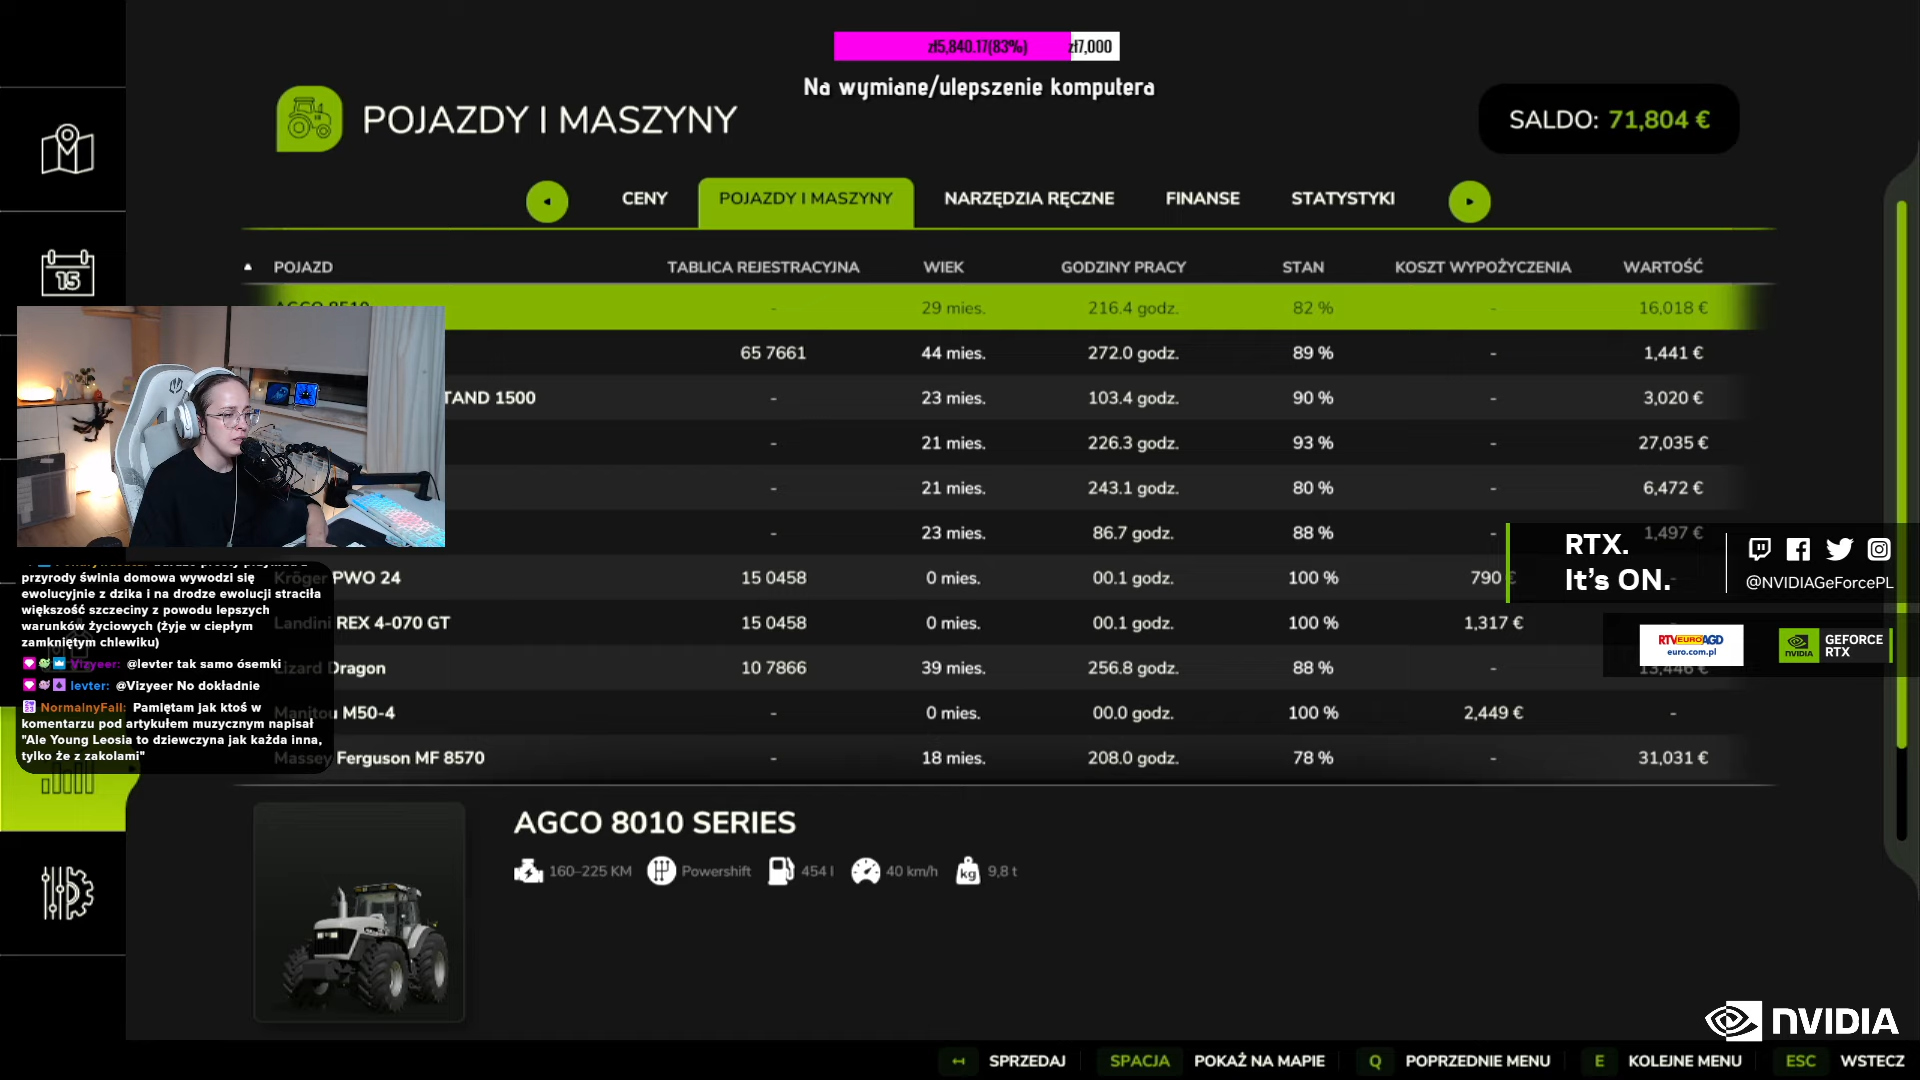 zł5,840.17(83%) zł7,000
Na wymiane/ulepszenie komputera
POJAZDY I MASZYNY
SALDO: 71,804 €
CENY POJAZDY I MASZYNY NARZĘDZIA RĘCZNE FINANSE STATYSTYKI
POJAZD TABLICA REJESTRACYJNA WIEK GODZINY PRACY STAN KOSZT WYPOŻYCZENIA WARTOŚĆ
AGCO 8510 - 29 mies. 216.4 godz. 82 % - 16,018 €
65 7661 44 mies. 272.0 godz. 89 % - 1,441 €
TAND 1500 - 23 mies. 103.4 godz. 90 % - 3,020 €
- 21 mies. 226.3 godz. 93 % - 27,035 €
- 21 mies. 243.1 godz. 80 % - 6,472 €
- 23 mies. 86.7 godz. 88 % - 1,497 €
Kröger PWO 24 15 0458 0 mies. 00.1 godz. 100 % 790 € -
Landini REX 4-070 GT 15 0458 0 mies. 00.1 godz. 100 % 1,317 €
Lizard Dragon 10 7866 39 mies. 256.8 godz. 88 % - 13,446 €
Manitou M50-4 - 0 mies. 00.0 godz. 100 % 2,449 € -
Massey Ferguson MF 8570 - 18 mies. 208.0 godz. 78 % - 31,031 €
15
przyrody świnia domowa wywodzi się
ewolucyjnie z dzika i na drodze ewolucji straciła
większość szczeciny z powodu lepszych
warunków życiowych (żyje w ciepłym
zamkniętym chlewiku)
Vizyeer: @levter tak samo ósemki
levter: @Vizyeer No dokładnie
NormalnyFall: Pamiętam jak ktoś w
komentarzu pod artykułem muzycznym napisał
"Ale Young Leosia to dziewczyna jak każda inna,
tylko że z zakolami"
RTX.
It's ON.
@NVIDIAGeForcePL
RTV EURO AGD
euro.com.pl
NVIDIA
GEFORCE
RTX
AGCO 8010 SERIES
160-225 KM Powershift 454 l 40 km/h kg 9,8 t
NVIDIA
SPRZEDAJ SPACJA POKAŻ NA MAPIE Q POPRZEDNIE MENU E KOLEJNE MENU ESC WSTECZ